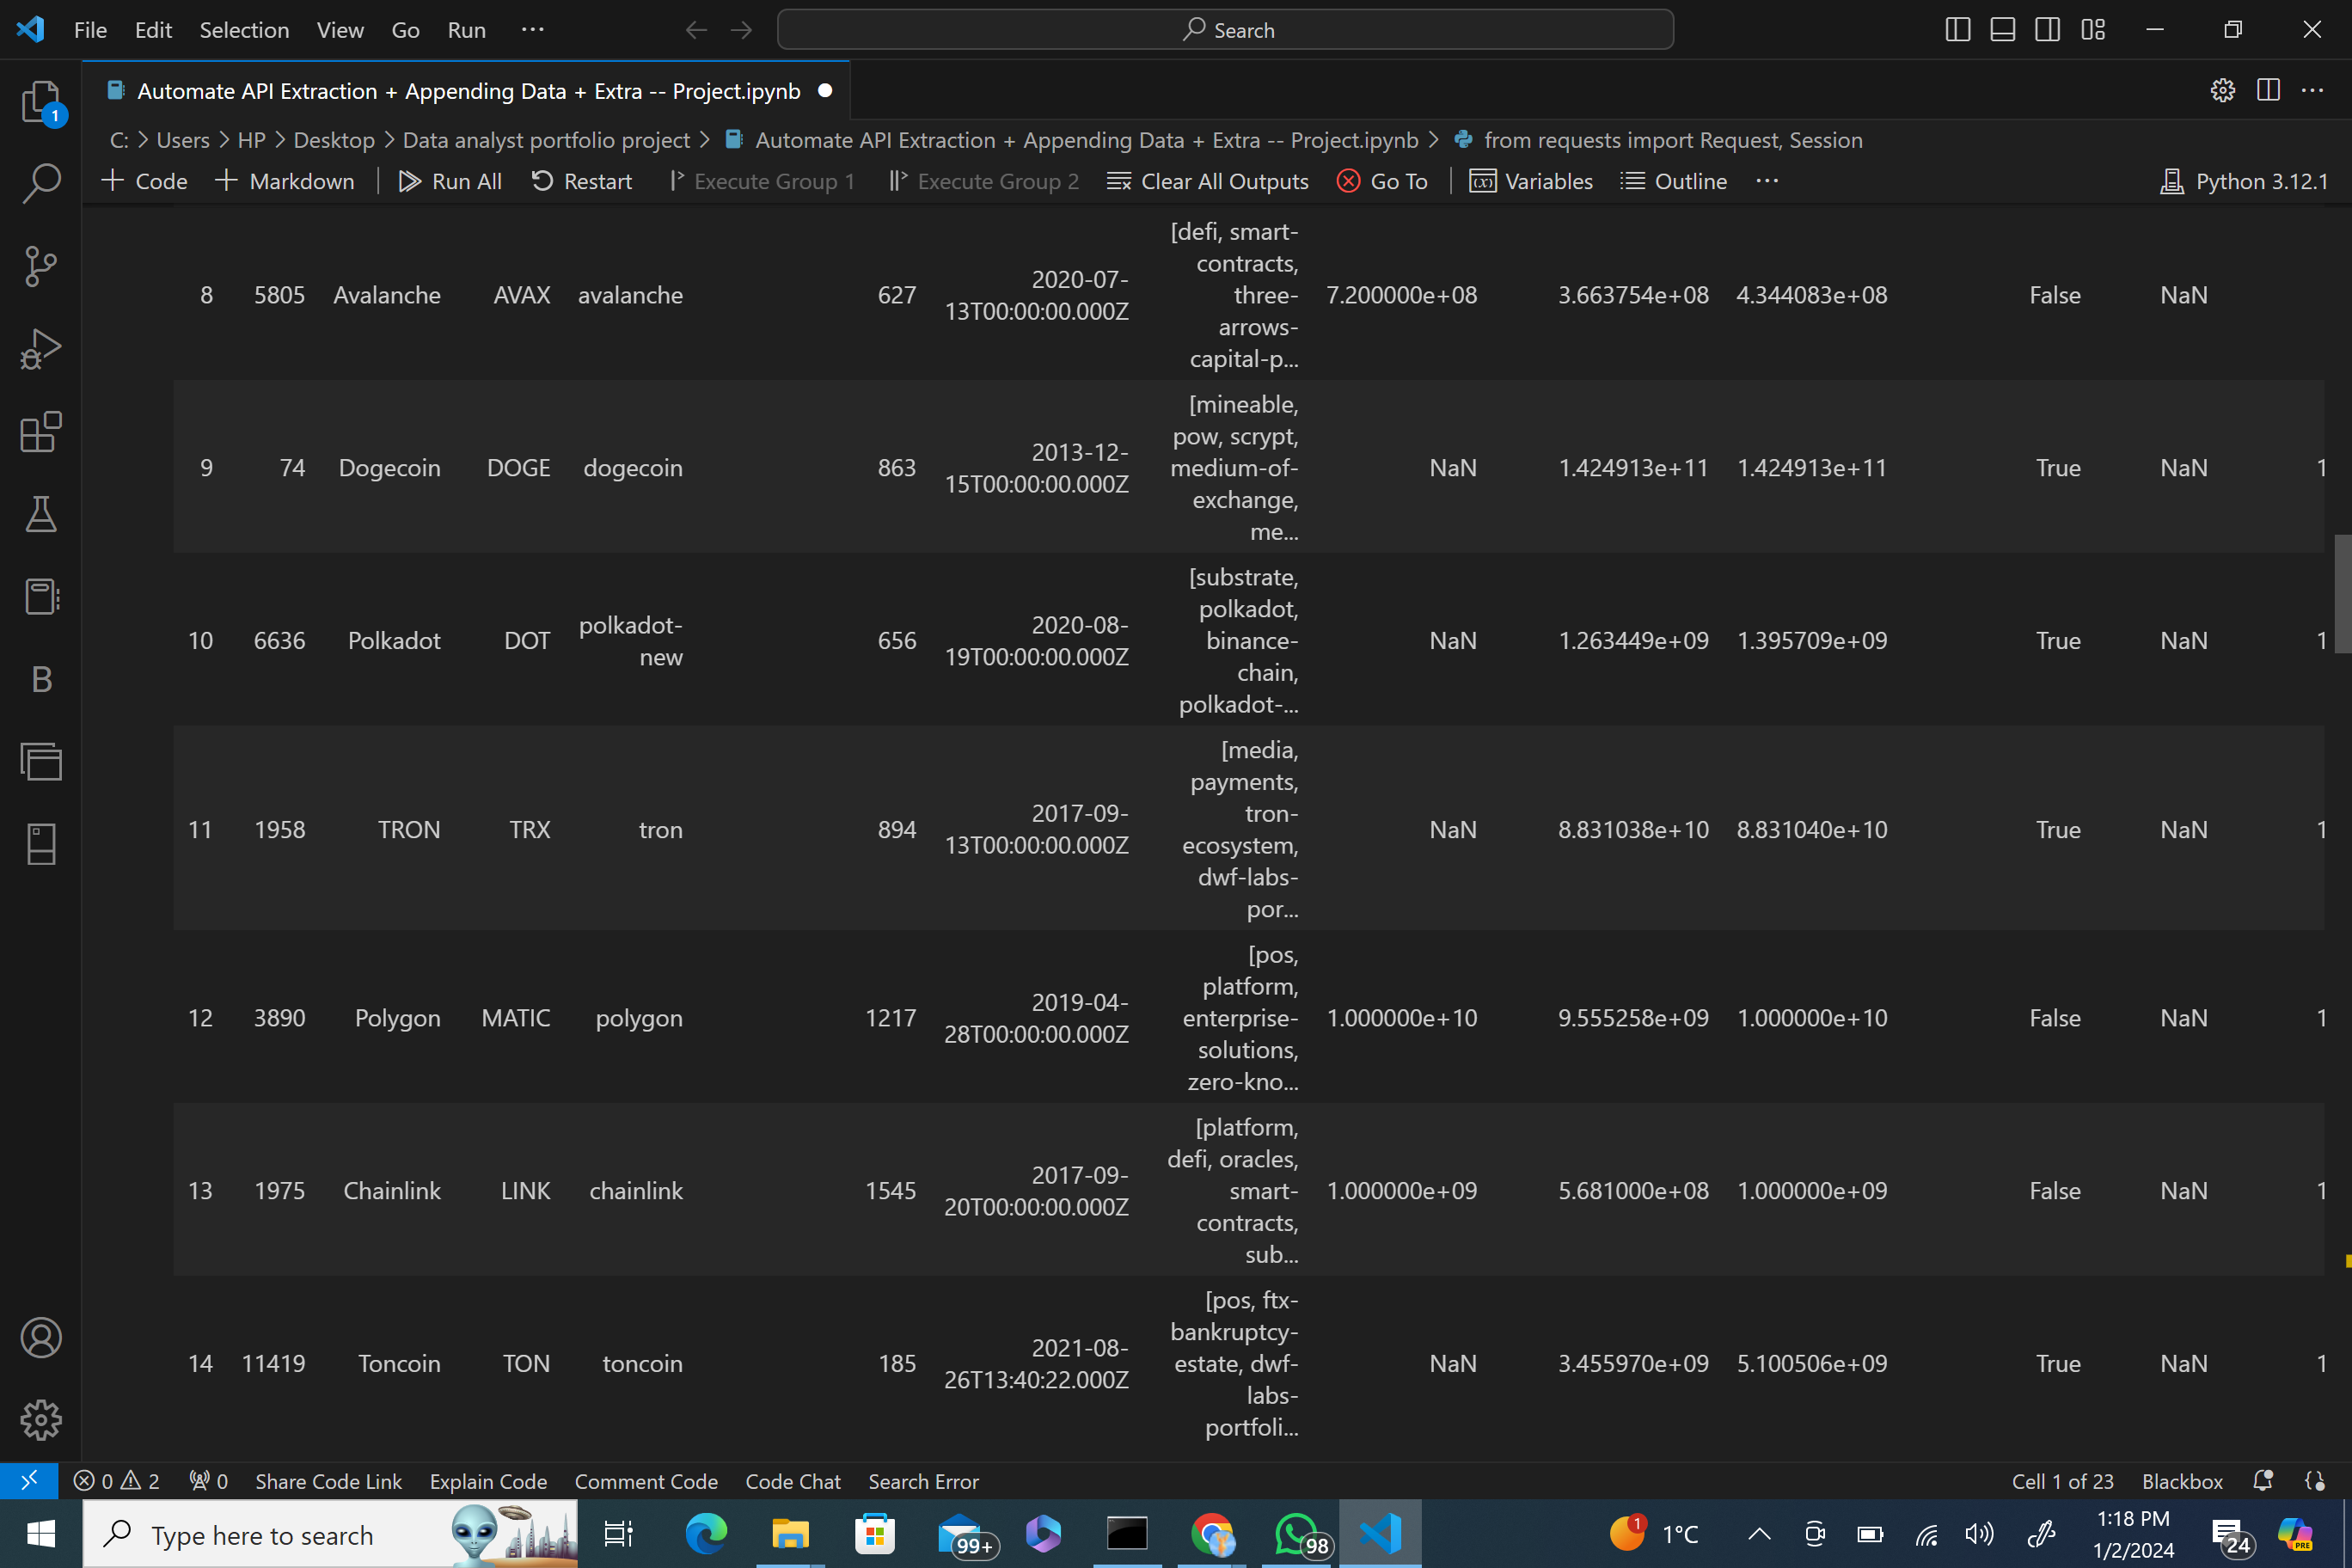 File Edit Selection View Go Run ··· Search
1
Automate API Extraction + Appending Data + Extra -- Project.ipynb
C: > Users > HP > Desktop > Data analyst portfolio project > Automate API Extraction + Appending Data + Extra -- Project.ipynb > from requests import Request, Session
+ Code + Markdown Run All Restart Execute Group 1 Execute Group 2 Clear All Outputs Go To Variables Outline ··· Python 3.12.1
[defi, smart-
contracts,
2020-07-
8 5805 Avalanche AVAX avalanche 627 three- 7.200000e+08 3.663754e+08 4.344083e+08 False NaN
13T00:00:00.000Z
arrows-
capital-p...
[mineable,
pow, scrypt,
2013-12-
9 74 Dogecoin DOGE dogecoin 863 medium-of- NaN 1.424913e+11 1.424913e+11 True NaN 1
15T00:00:00.000Z
exchange,
me...
[substrate,
polkadot,
polkadot- 2020-08-
10 6636 Polkadot DOT 656 binance- NaN 1.263449e+09 1.395709e+09 True NaN 1
new 19T00:00:00.000Z
chain,
polkadot-...
[media,
payments,
2017-09- tron-
11 1958 TRON TRX tron 894 NaN 8.831038e+10 8.831040e+10 True NaN 1
13T00:00:00.000Z ecosystem,
dwf-labs-
por...
[pos,
platform,
2019-04-
12 3890 Polygon MATIC polygon 1217 enterprise- 1.000000e+10 9.555258e+09 1.000000e+10 False NaN 1
28T00:00:00.000Z
solutions,
zero-kno...
[platform,
defi, oracles,
2017-09-
13 1975 Chainlink LINK chainlink 1545 smart- 1.000000e+09 5.681000e+08 1.000000e+09 False NaN 1
20T00:00:00.000Z
contracts,
sub...
[pos, ftx-
bankruptcy-
2021-08-
14 11419 Toncoin TON toncoin 185 estate, dwf- NaN 3.455970e+09 5.100506e+09 True NaN 1
26T13:40:22.000Z
labs-
portfoli...
0 2 0 Share Code Link Explain Code Comment Code Code Chat Search Error Cell 1 of 23 Blackbox
Type here to search 99+ 98 1 1°C 1:18 PM
1/2/2024 24 PRE